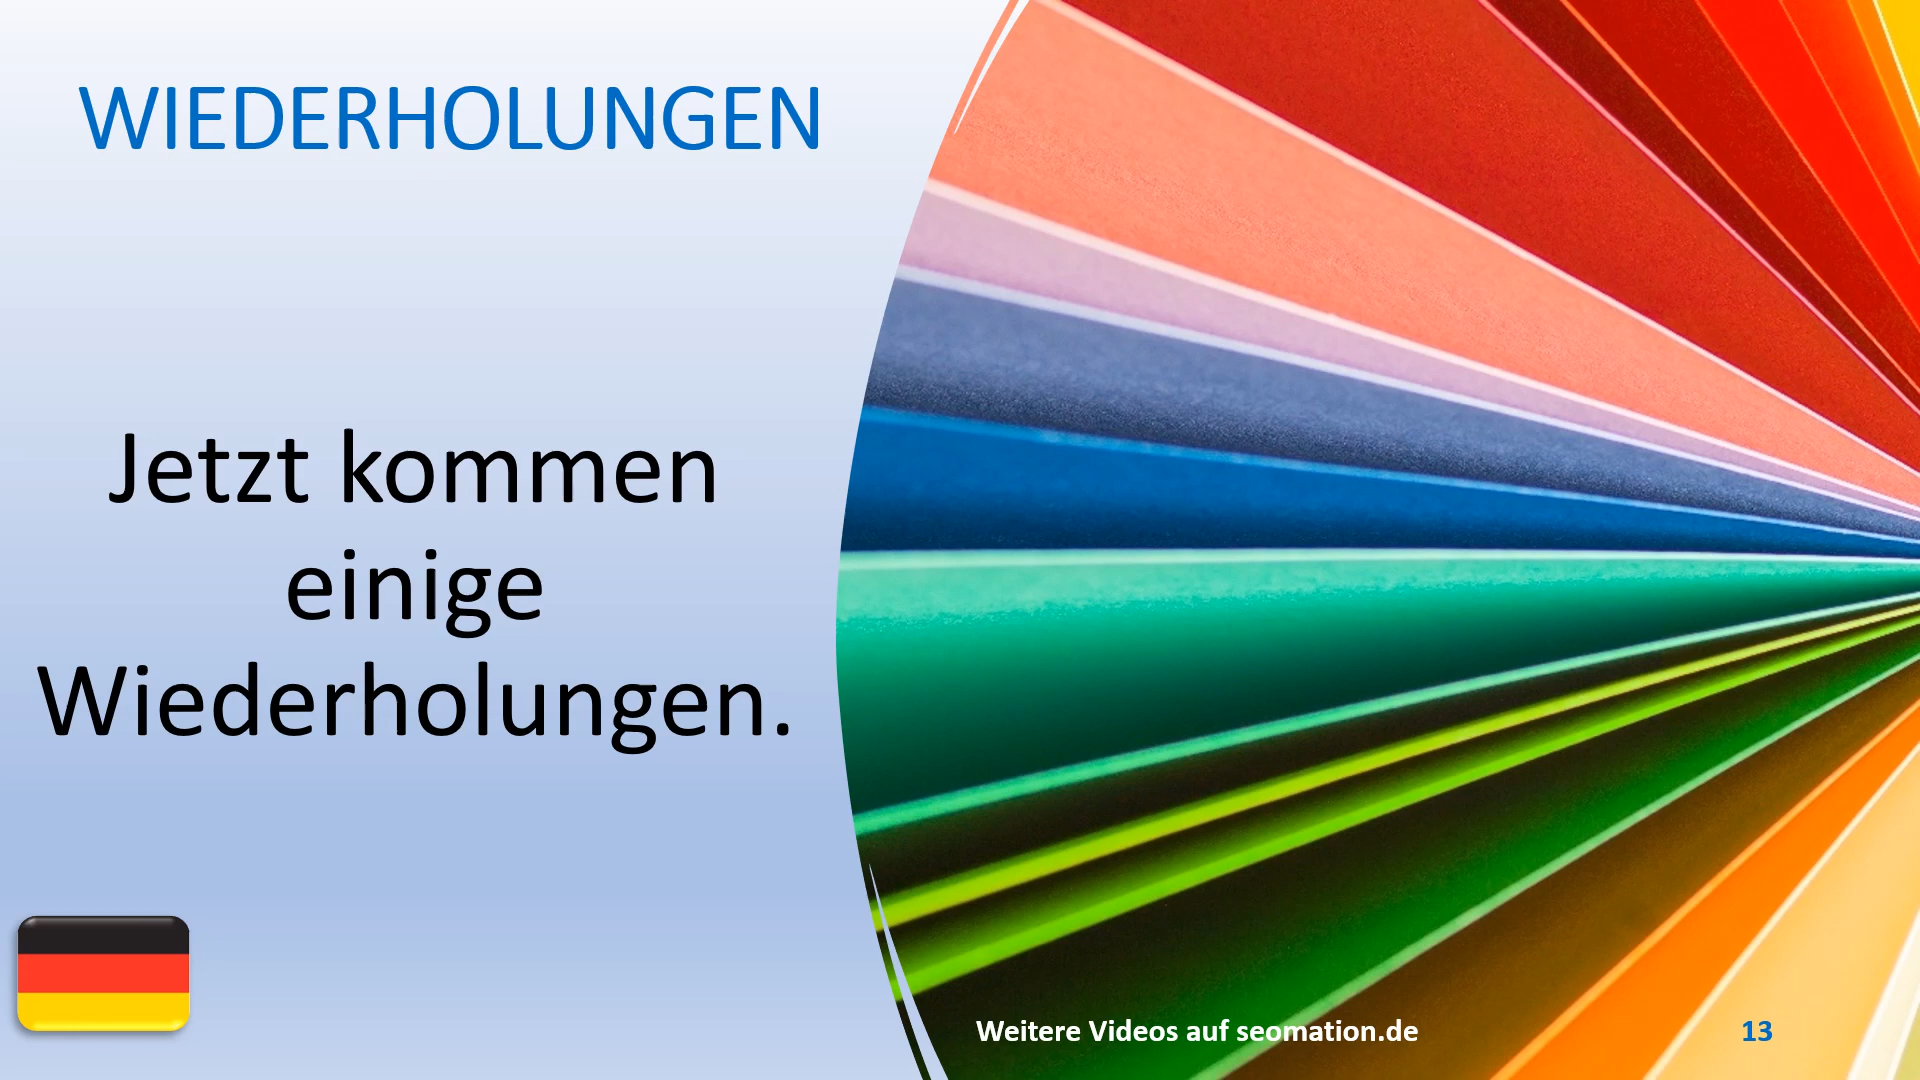 WIEDERHOLUNGEN
Jetzt kommen
einige
Wiederholungen.
Weitere Videos auf seomation.de
13